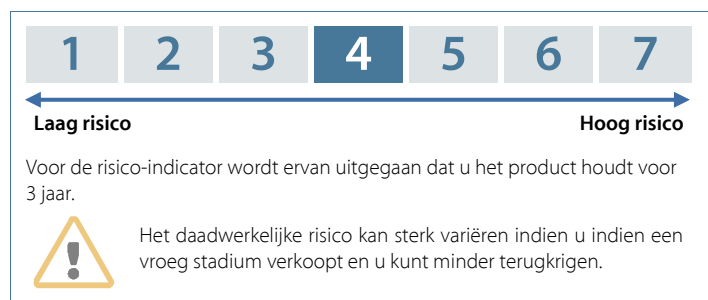 1 2 3 4 5 6 7
Laag risico Hoog risico
Voor de risico-indicator wordt ervan uitgegaan dat u het product houdt voor
3 jaar.
Het daadwerkelijke risico kan sterk variëren indien u indien een
vroeg stadium verkoopt en u kunt minder terugkrigen.